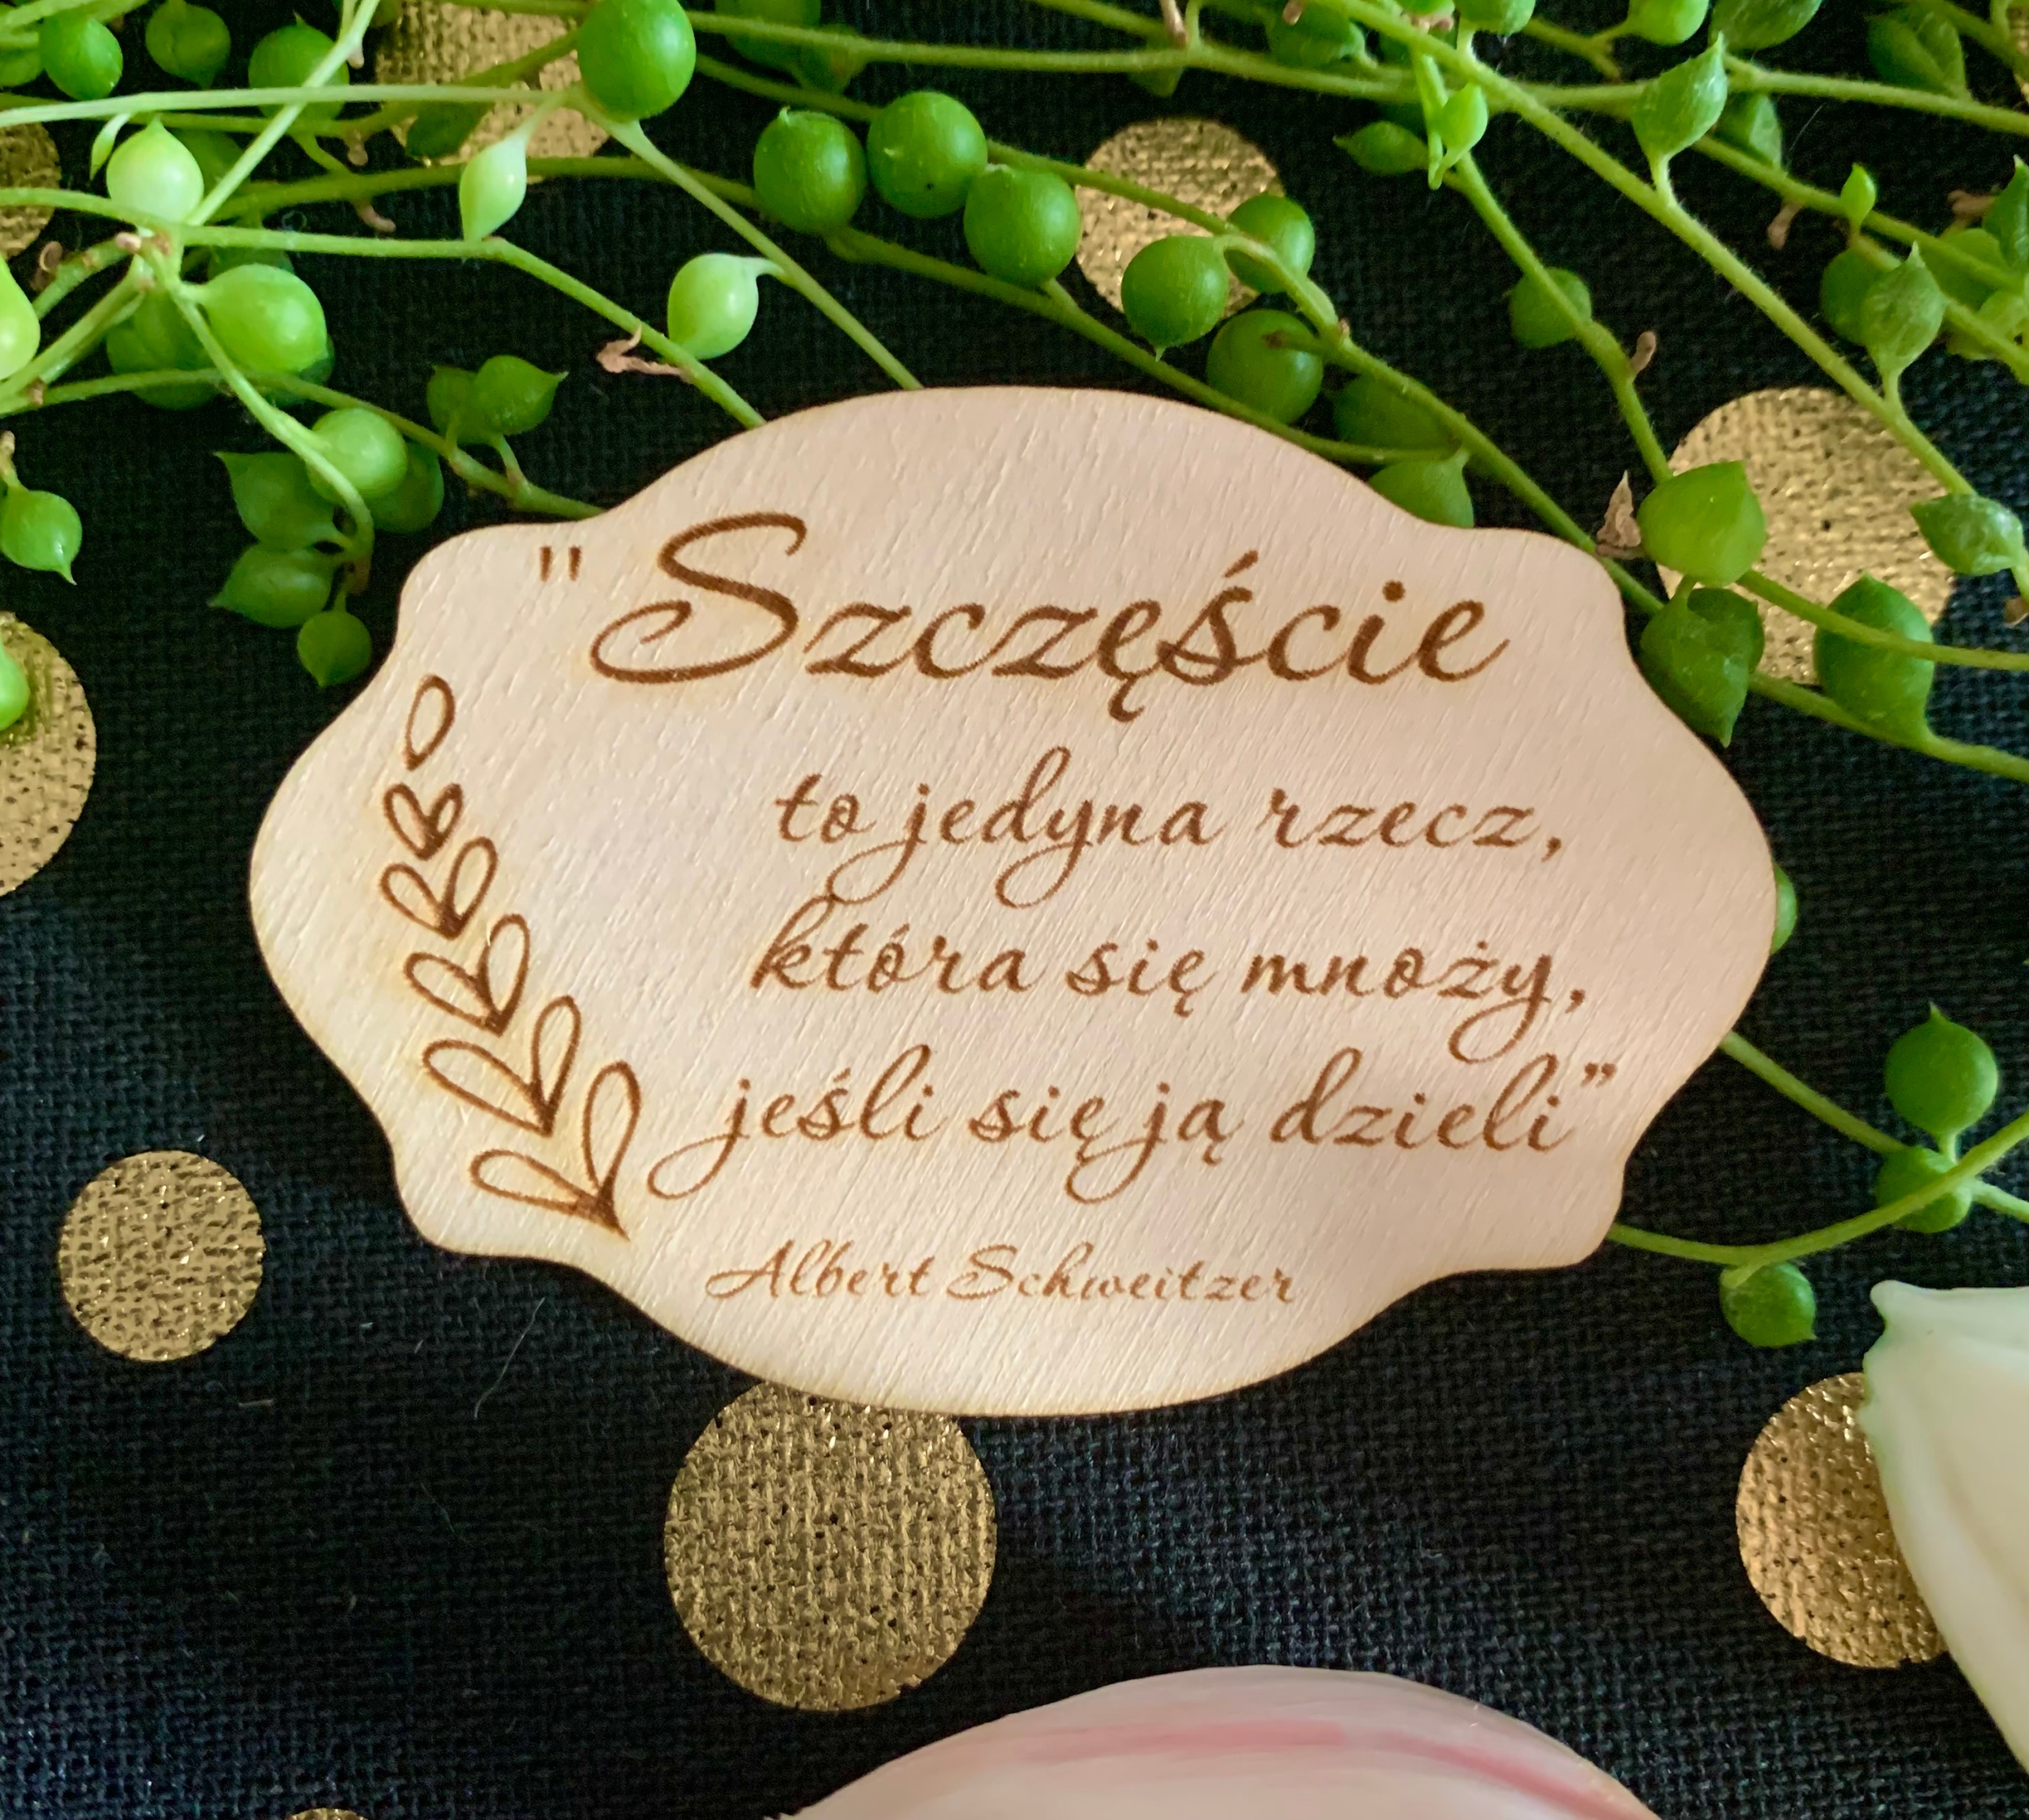 "Szczęście
to jedyna rzecz,
która się mnoży,
jeśli się ją dzieli”
Albert Schweitzer